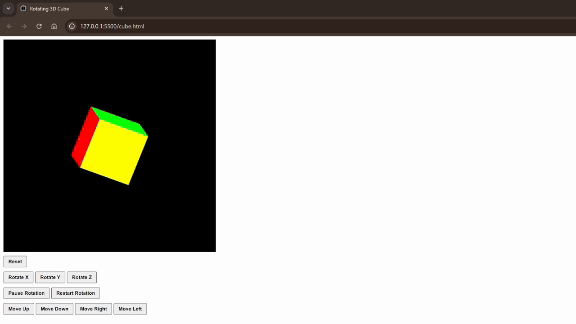 Rotating 3D Cube
127.0.0.1:5500/cube.html
Reset
Rotate X Rotate Y Rotate Z
Pause Rotation Restart Rotation
Move Up Move Down Move Right Move Left